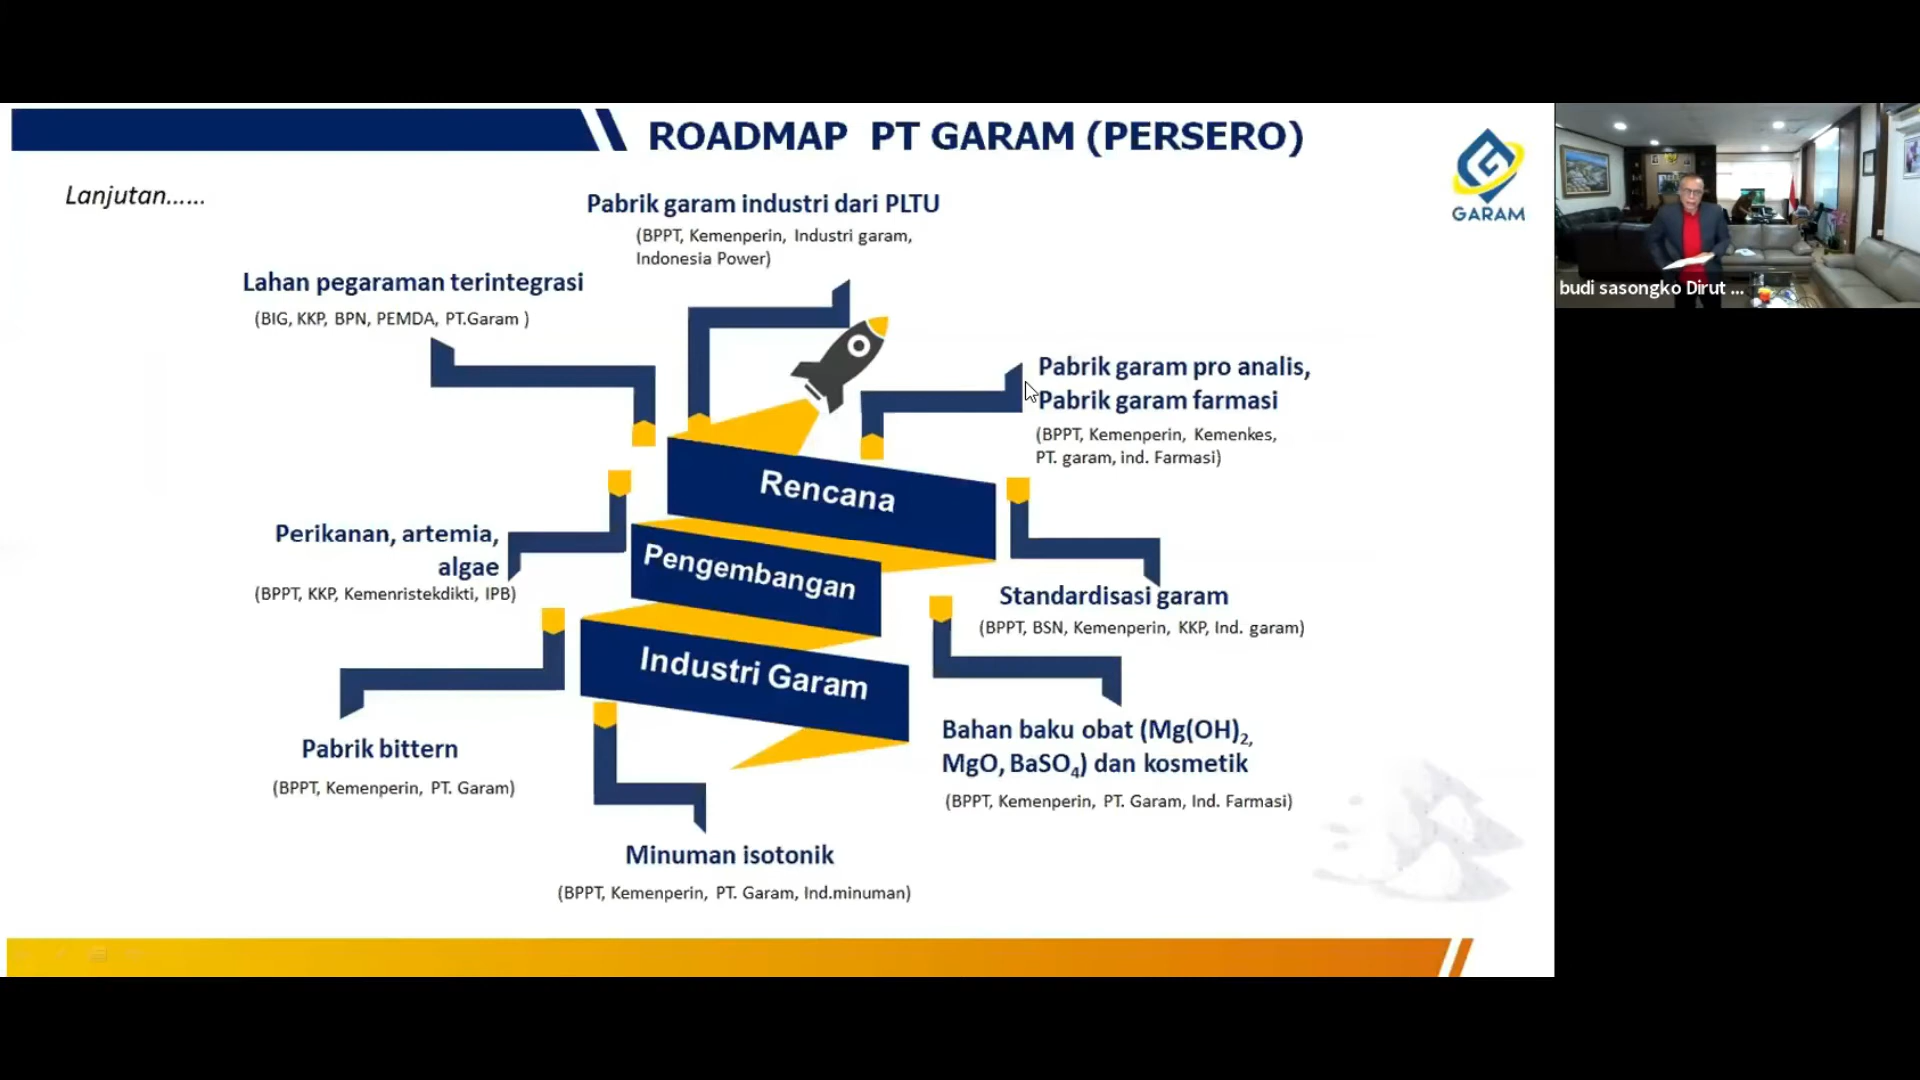 ROADMAP PT GARAM (PERSERO)
Lanjutan......
GARAM
Pabrik garam industri dari PLTU
(BPPT, Kemenperin, Industri garam,
Indonesia Power)
Lahan pegaraman terintegrasi
(BIG, KKP, BPN, PEMDA, PT.Garam )
Pabrik garam pro analis,
Pabrik garam farmasi
(BPPT, Kemenperin, Kemenkes,
PT. garam, ind. Farmasi)
Rencana
Pengembangan
Industri Garam
Perikanan, artemia,
algae
(BPPT, KKP, Kemenristekdikti, IPB)
Standardisasi garam
(BPPT, BSN, Kemenperin, KKP, Ind. garam)
Pabrik bittern
(BPPT, Kemenperin, PT. Garam)
Bahan baku obat (Mg(OH)₂,
MgO, BaSO₄) dan kosmetik
(BPPT, Kemenperin, PT. Garam, Ind. Farmasi)
Minuman isotonik
(BPPT, Kemenperin, PT. Garam, Ind.minuman)
budi sasongko Dirut ...